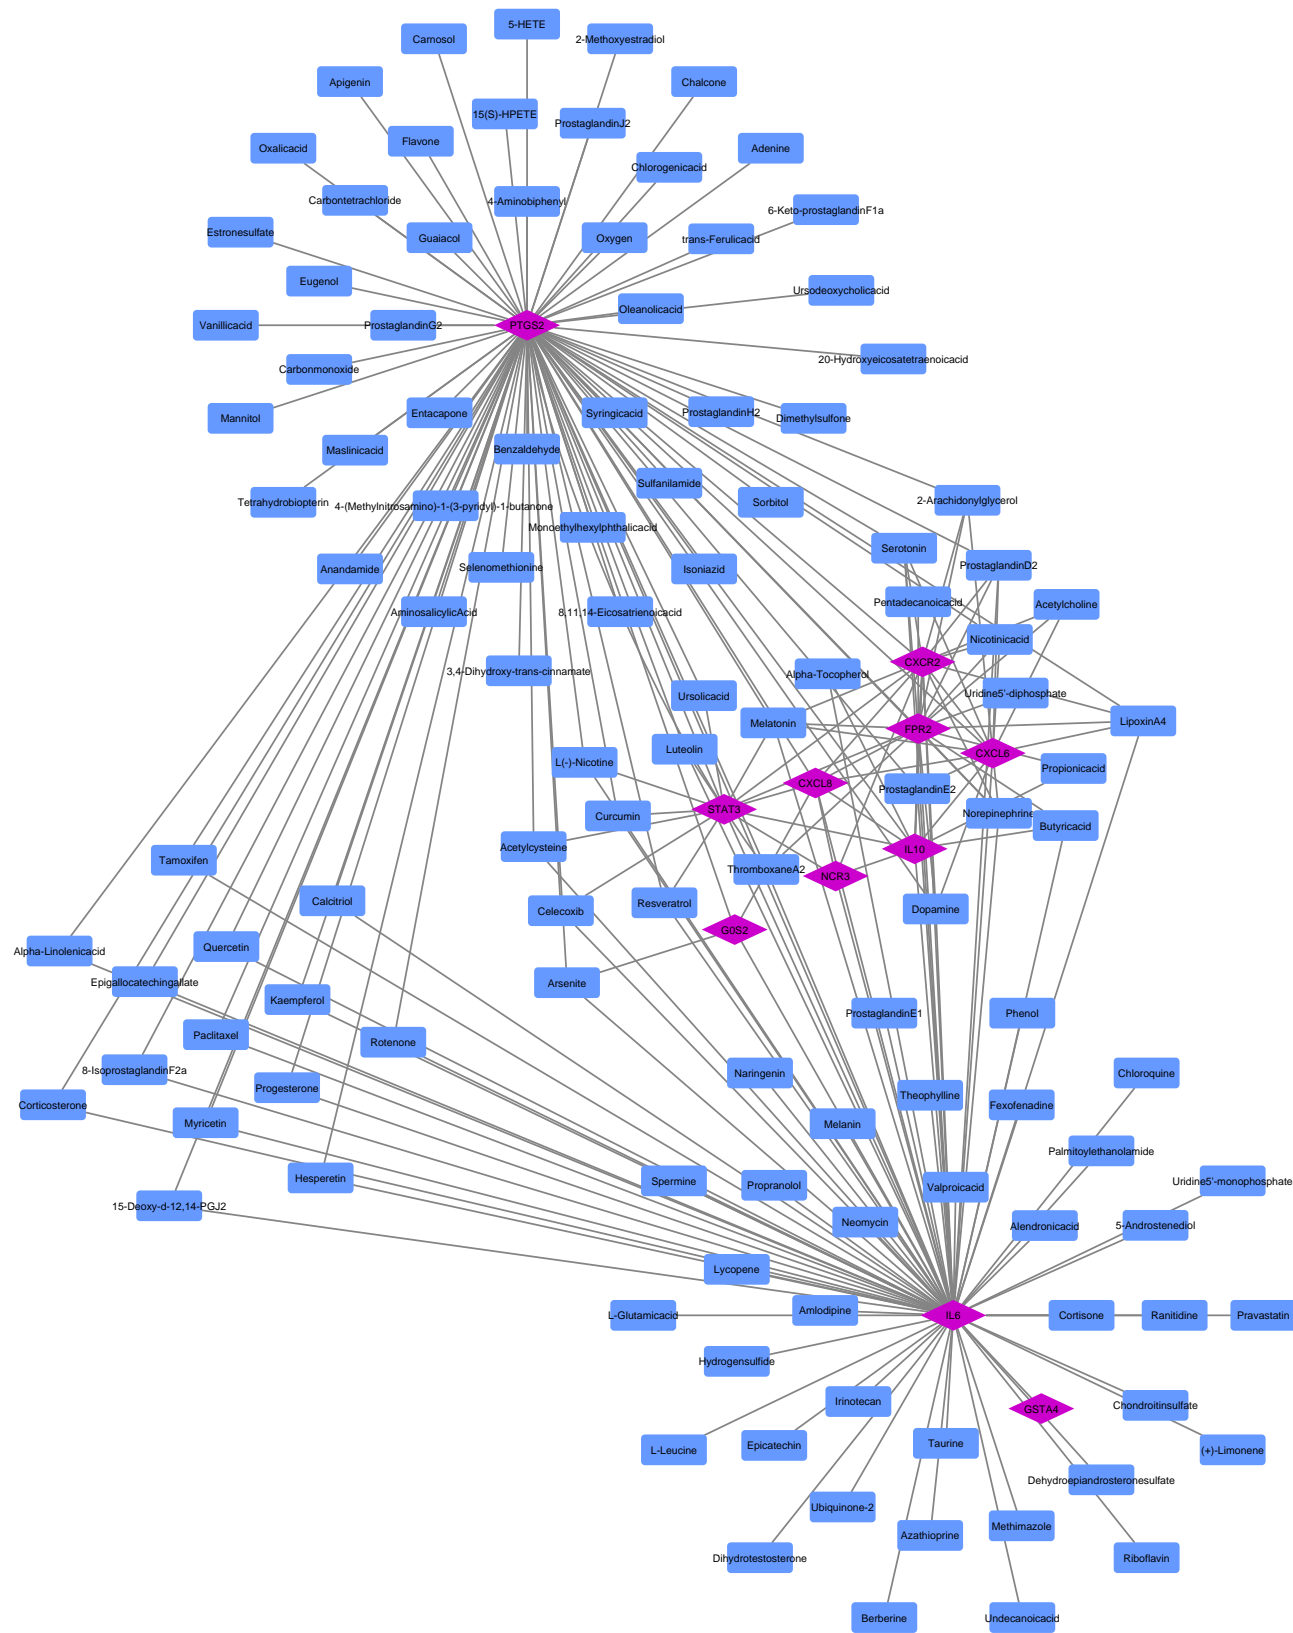 5-HETE
Carnosol
2-Methoxyestradiol
Apigenin
Chalcone
15(S)-HPETE
ProstaglandinJ2
Flavone
Oxalicacid
Adenine
Chlorogenicacid
Carbontetrachloride
4-Aminobiphenyl
6-Keto-prostaglandinF1a
Estronesulfate
Guaiacol
Oxygen
trans-Ferulicacid
Eugenol
Ursodeoxycholicacid
Oleanolicacid
Vanillicacid
ProstaglandinG2
PTGS2
20-Hydroxyeicosatetraenoicacid
Carbonmonoxide
Mannitol
Entacapone
Syringicacid
ProstaglandinH2
Dimethylsulfone
Maslinicacid
Benzaldehyde
Sulfanilamide
Tetrahydrobiopterin
4-(Methylnitrosamino)-1-(3-pyridyl)-1-butanone
Sorbitol
2-Arachidonylglycerol
Monoethylhexylphthalicacid
Serotonin
Anandamide
Selenomethionine
Isoniazid
ProstaglandinD2
Pentadecanoicacid
Acetylcholine
AminosalicylicAcid
8,11,14-Eicosatrienoicacid
Nicotinicacid
CXCR2
3,4-Dihydroxy-trans-cinnamate
Alpha-Tocopherol
Ursolicacid
Uridine5'-diphosphate
Melatonin
LipoxinA4
FPR2
Luteolin
CXCL6
L(-)-Nicotine
Propionicacid
CXCL8
ProstaglandinE2
STAT3
Curcumin
Norepinephrine
Butyricacid
Acetylcysteine
IL10
Tamoxifen
ThromboxaneA2
NCR3
Calcitriol
Celecoxib
Resveratrol
Dopamine
G0S2
Quercetin
Alpha-Linolenicacid
Epigallocatechingallate
Arsenite
Kaempferol
ProstaglandinE1
Phenol
Paclitaxel
Rotenone
8-IsoprostaglandinF2a
Naringenin
Chloroquine
Progesterone
Theophylline
Corticosterone
Fexofenadine
Myricetin
Melanin
Palmitoylethanolamide
Hesperetin
Spermine
Propranolol
Valproicacid
Uridine5'-monophosphate
15-Deoxy-d-12,14-PGJ2
Neomycin
Alendronicacid
5-Androstenediol
Lycopene
L-Glutamicacid
Amlodipine
IL6
Cortisone
Ranitidine
Pravastatin
Hydrogensulfide
Irinotecan
GSTA4
Chondroitinsulfate
L-Leucine
Epicatechin
Taurine
(+)-Limonene
Dehydroepiandrosteronesulfate
Ubiquinone-2
Azathioprine
Methimazole
Dihydrotestosterone
Riboflavin
Berberine
Undecanoicacid